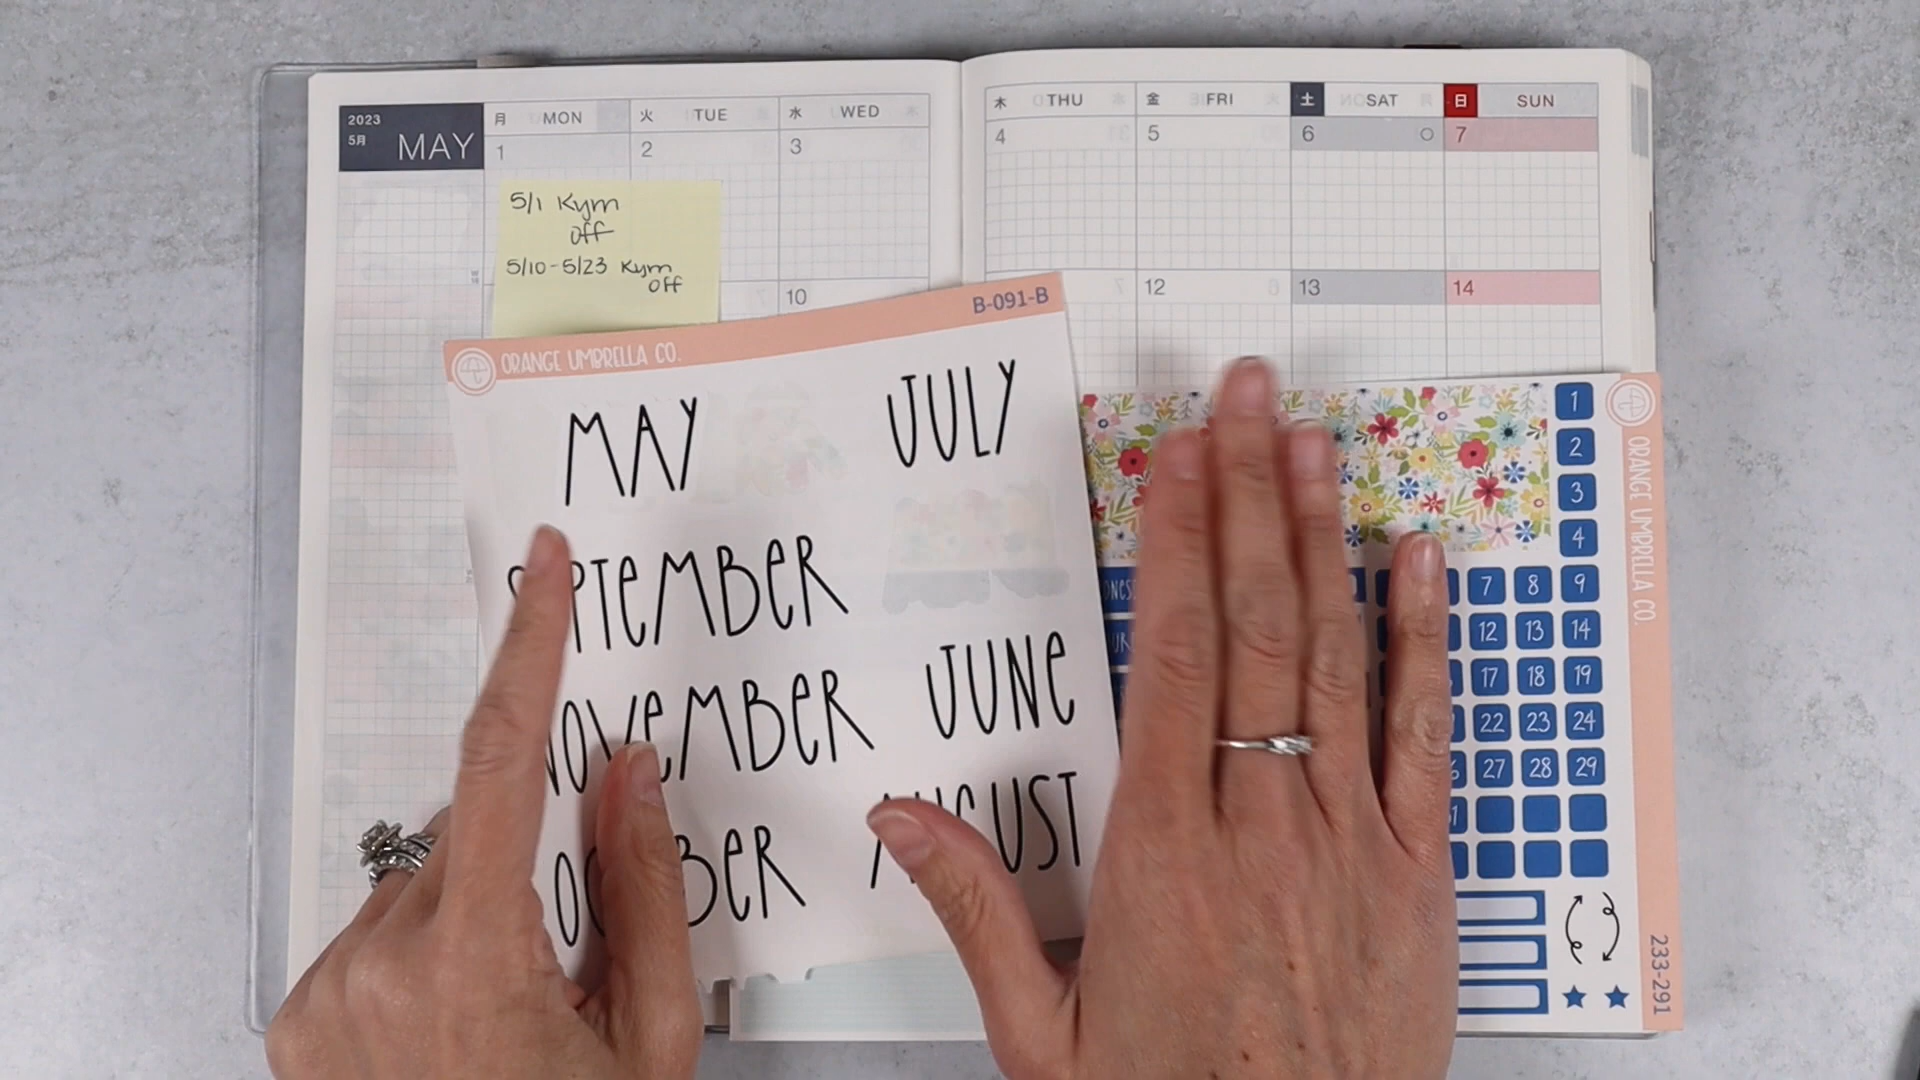 2023
5月 MAY
月 MON 火 TUE 水 WED 木 THU 金 FRI 土 SAT 日 SUN
1 2 3 4 5 6 7
5/1 Kym
off
5/10-5/23 Kym
off
10 12 13 14
B-091-B
ORANGE UMBRELLA CO.
MAY JULY
NOVEMBER JUNE
1
2
3
4
7 8 9
12 13 14
17 18 19
22 23 24
27 28 29
ORANGE UMBRELLA CO.
233-291